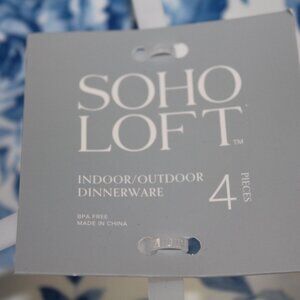 SOHO
LOFT™
INDOOR/OUTDOOR
DINNERWARE
4 PIECES
BPA FREE
MADE IN CHINA